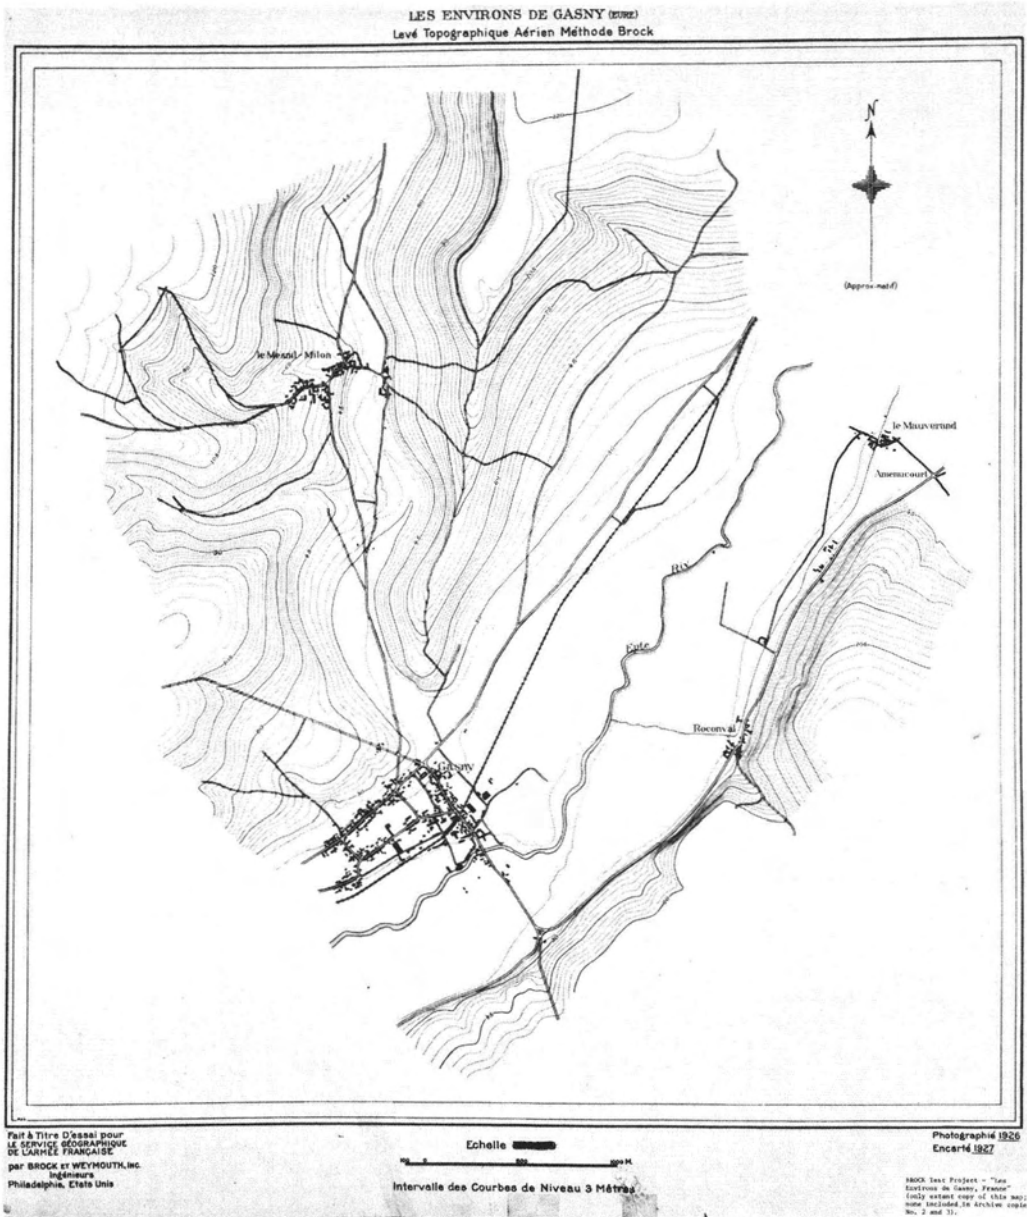 LES ENVIRONS DE GASNY (EURE)
Levé Topographique Aérien Méthode Brock
N
(Approximatif)
le Mesnil-Milon
le Mauverand
Amenucourt
Riv
Epte
Roconval
Gasny
Fait à Titre D'essai pour
LE SERVICE GÉOGRAPHIQUE
DE L'ARMÉE FRANÇAISE
par BROCK ET WEYMOUTH, INC.
Ingénieurs
Philadelphie, Etats Unis
Echelle
Intervalle des Courbes de Niveau 3 Mètres
Photographié 1926
Encarté 1927
BROCK Test Project - "Les
Environs de Gasny, France"
(only extant copy of this map;
none included in Archive copies
No. 2 and 3).